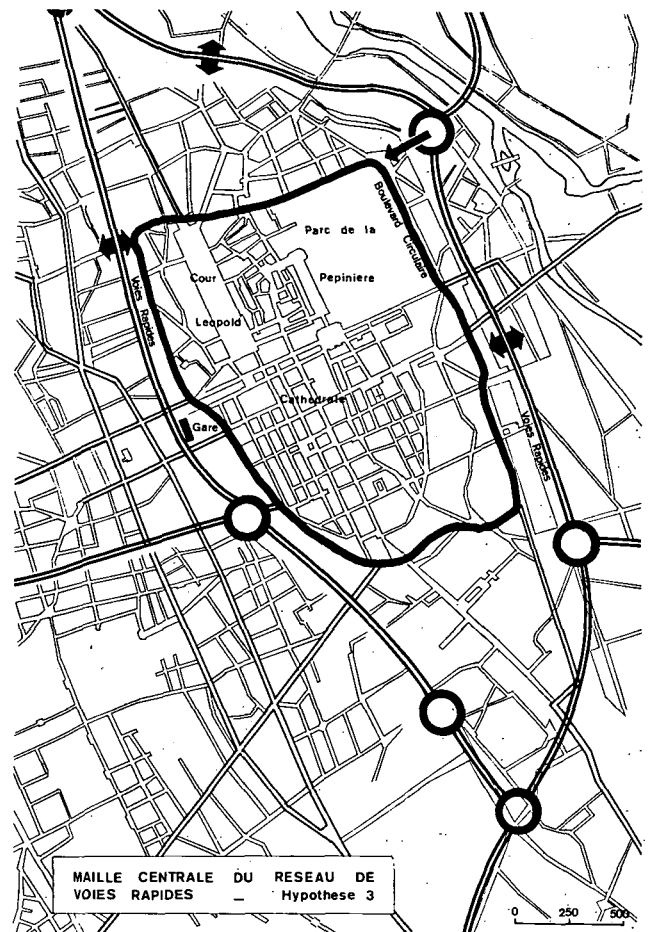 Parc de la
Boulevard Circulaire
Cour
Pepiniere
Voies Rapides
Leopold
Cathedrale
Gare
Voies Rapides
MAILLE CENTRALE DU RESEAU DE
VOIES RAPIDES _ Hypothese 3
0 250 500